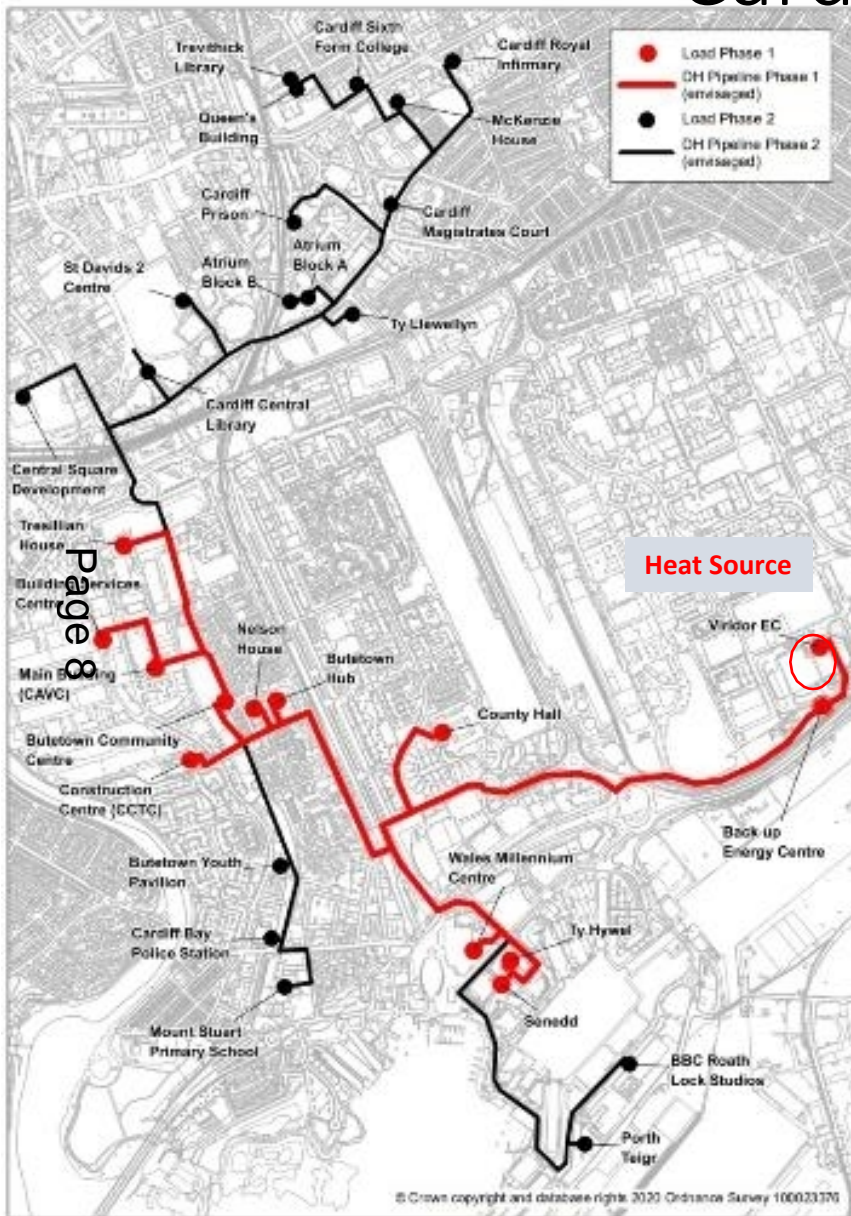 Cardiff Sixth
Form College
Trevithick
Library
Cardiff Royal
Infirmary
Queen's
Building
McKenzie
House
Load Phase 1
DH Pipeline Phase 1
(envisaged)
Load Phase 2
DH Pipeline Phase 2
(envisaged)
Cardiff
Prison
Cardiff
Magistrates Court
Atrium
Block A
Atrium
Block B
St Davids 2
Centre
Ty Llewellyn
Cardiff Central
Library
Central Square
Development
Tresillian
House
Page 8
Building Services
Centre
Heat Source
Viridor EC
Nelson
House
Butetown
Hub
Main Building
(CAVC)
County Hall
Butetown Community
Centre
Construction
Centre (CCTC)
Back up
Energy Centre
Butetown Youth
Pavilion
Wales Millennium
Centre
Cardiff Bay
Police Station
Ty Hywel
Senedd
Mount Stuart
Primary School
BBC Roath
Lock Studios
Porth
Teigr
© Crown copyright and database rights 2020 Ordnance Survey 100023376